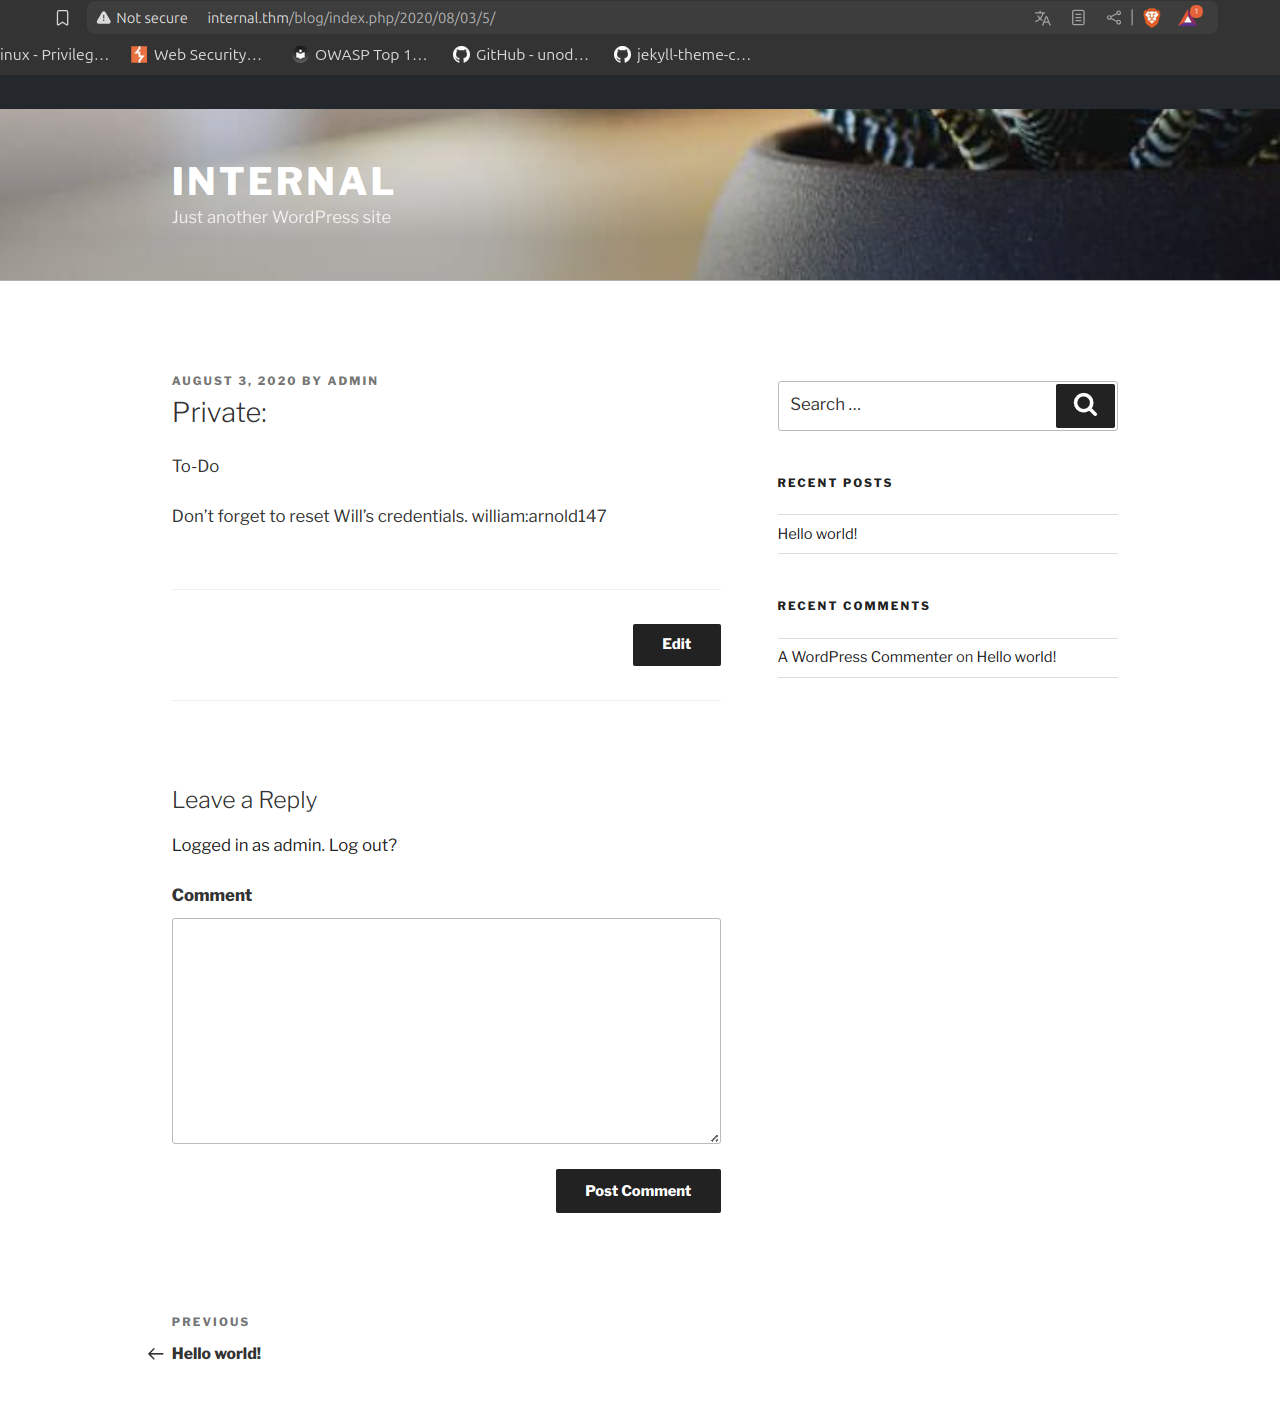 Not secure internal.thm/blog/index.php/2020/08/03/5/
1
inux - Privileg… Web Security… OWASP Top 1… GitHub - unod… jekyll-theme-c…
INTERNAL
Just another WordPress site
AUGUST 3, 2020 BY ADMIN
Private:
To-Do
Don’t forget to reset Will’s credentials. william:arnold147
Edit
Search …
RECENT POSTS
Hello world!
RECENT COMMENTS
A WordPress Commenter on Hello world!
Leave a Reply
Logged in as admin. Log out?
Comment
Post Comment
PREVIOUS
← Hello world!